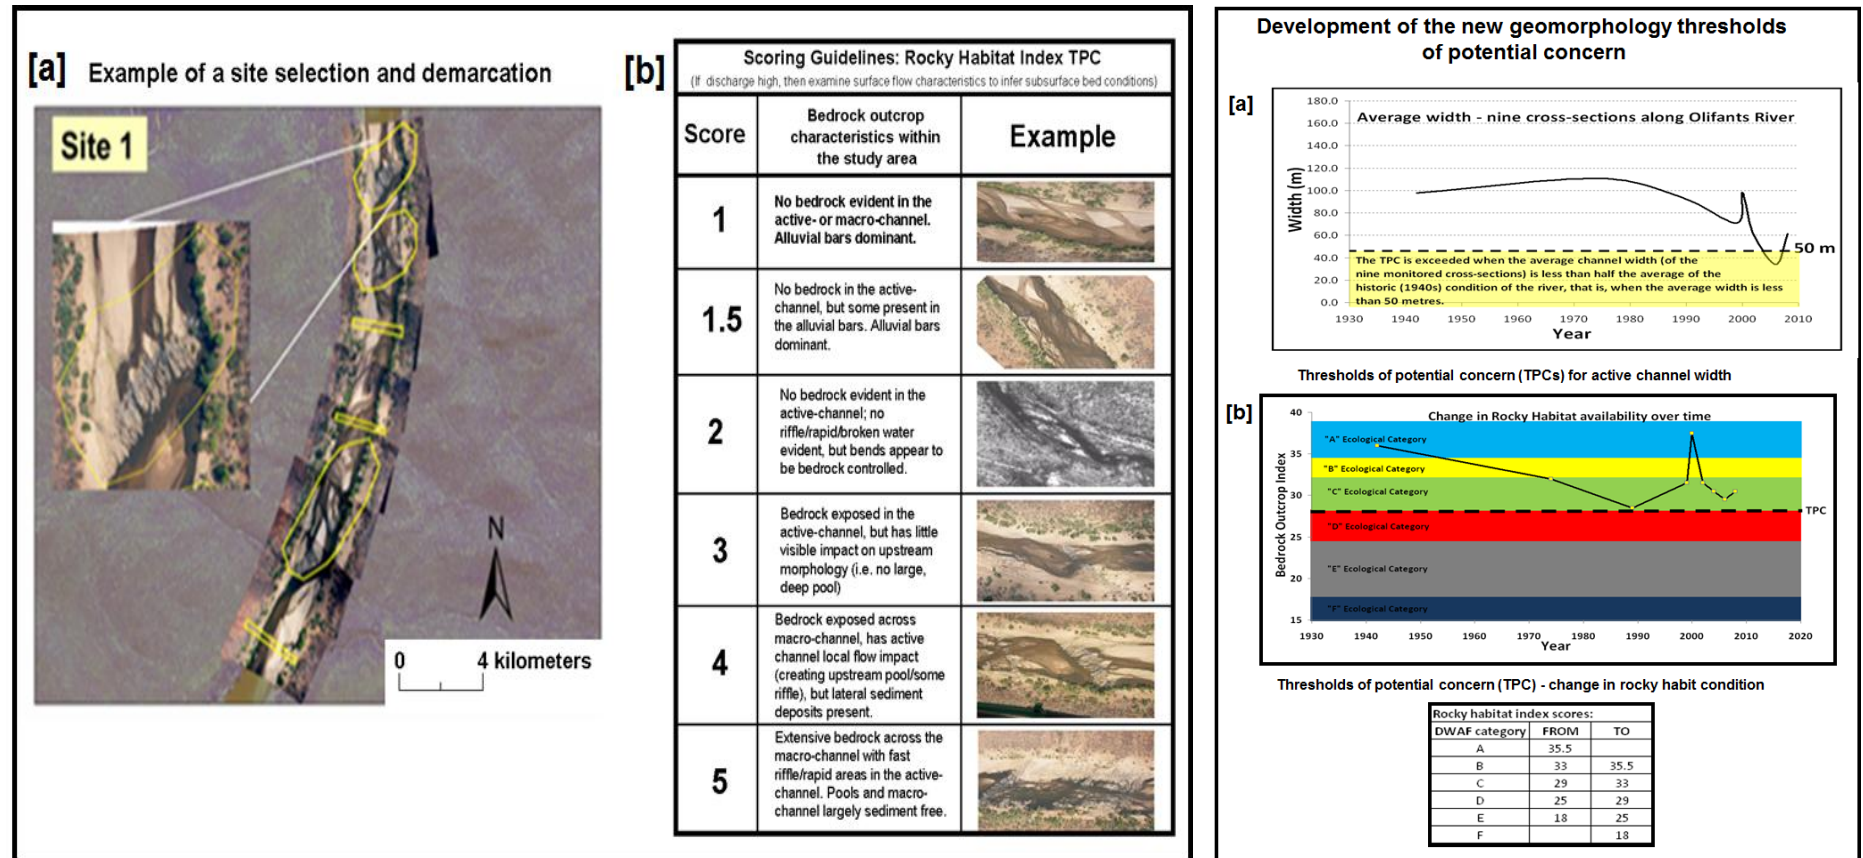 [a] Example of a site selection and demarcation
Site 1
N
0 4 kilometers
[b]
Scoring Guidelines: Rocky Habitat Index TPC
(If discharge high, then examine surface flow characteristics to infer subsurface bed conditions)
Score
Bedrock outcrop
characteristics within
the study area
Example
1
No bedrock evident in the
active- or macro-channel.
Alluvial bars dominant.
1.5
No bedrock in the active-
channel, but some present in
the alluvial bars. Alluvial bars
dominant.
2
No bedrock evident in the
active-channel; no
riffle/rapid/broken water
evident, but bends appear to
be bedrock controlled.
3
Bedrock exposed in the
active-channel, but has little
visible impact on upstream
morphology (i.e. no large,
deep pool)
4
Bedrock exposed across
macro-channel, has active
channel local flow impact
(creating upstream pool/some
riffle), but lateral sediment
deposits present.
5
Extensive bedrock across the
macro-channel with fast
riffle/rapid areas in the active-
channel. Pools and macro-
channel largely sediment free.
Development of the new geomorphology thresholds
of potential concern
[a]
Average width - nine cross-sections along Olifants River
Width (m)
180.0
160.0
140.0
120.0
100.0
80.0
60.0
40.0
20.0
0.0
50 m
The TPC is exceeded when the average channel width (of the
nine monitored cross-sections) is less than half the average of the
historic (1940s) condition of the river, that is, when the average width is less
than 50 metres.
1930 1940 1950 1960 1970 1980 1990 2000 2010
Year
Thresholds of potential concern (TPCs) for active channel width
[b]
Change in Rocky Habitat availability over time
Bedrock Outcrop Index
40
35
30
25
20
15
"A" Ecological Category
"B" Ecological Category
"C" Ecological Category
TPC
"D" Ecological Category
"E" Ecological Category
"F" Ecological Category
1930 1940 1950 1960 1970 1980 1990 2000 2010 2020
Year
Thresholds of potential concern (TPC) - change in rocky habit condition
Rocky habitat index scores:
DWAF category FROM TO
A 35.5
B 33 35.5
C 29 33
D 25 29
E 18 25
F 18